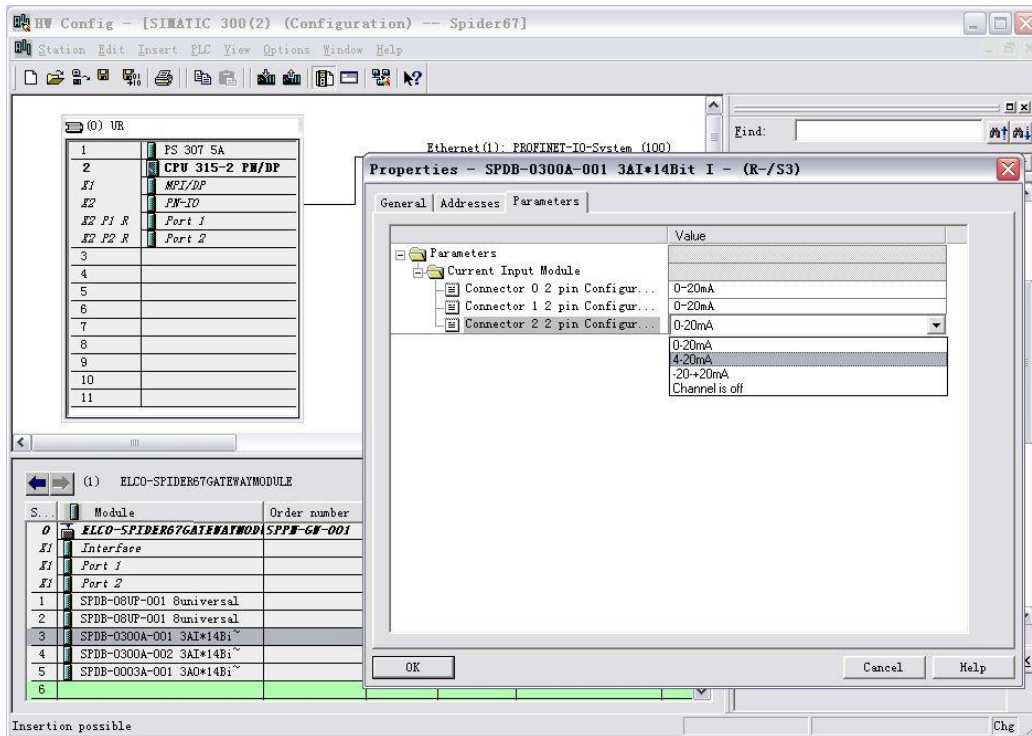 HW Config - [SIMATIC 300(2) (Configuration) -- Spider67]
Station Edit Insert PLC View Options Window Help
(0) UR
1 PS 307 5A
2 CPU 315-2 PN/DP
X1 MPI/DP
X2 PN-IO
X2 P1 R Port 1
X2 P2 R Port 2
3
4
5
6
7
8
9
10
11
Ethernet(1): PROFINET-IO-System (100)
Find:
Properties - SPDB-0300A-001 3AI*14Bit I - (R-/S3)
General Addresses Parameters
Value
Parameters
Current Input Module
Connector 0 2 pin Configur... 0-20mA
Connector 1 2 pin Configur... 0-20mA
Connector 2 2 pin Configur... 0-20mA
0-20mA
4-20mA
-20-+20mA
Channel is off
OK Cancel Help
(1) ELCO-SPIDER67GATEWAYMODULE
S... Module Order number
0 ELCO-SPIDER67GATEWAYMODU SPPN-GW-001
X1 Interface
X1 Port 1
X1 Port 2
1 SPDB-08UP-001 8universal
2 SPDB-08UP-001 8universal
3 SPDB-0300A-001 3AI*14Bi~
4 SPDB-0300A-002 3AI*14Bi~
5 SPDB-0003A-001 3AO*14Bi~
6
Insertion possible Chg